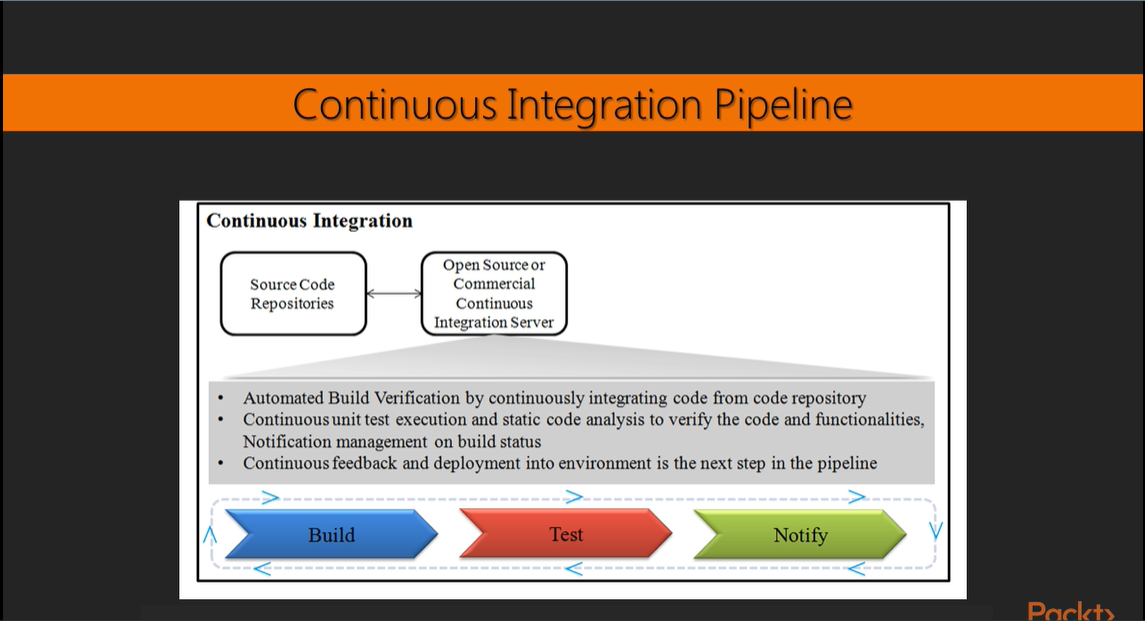 Continuous Integration Pipeline
Continuous Integration
Source Code
Repositories
Open Source or
Commercial
Continuous
Integration Server
• Automated Build Verification by continuously integrating code from code repository
• Continuous unit test execution and static code analysis to verify the code and functionalities,
Notification management on build status
• Continuous feedback and deployment into environment is the next step in the pipeline
Build
Test
Notify
Packt>